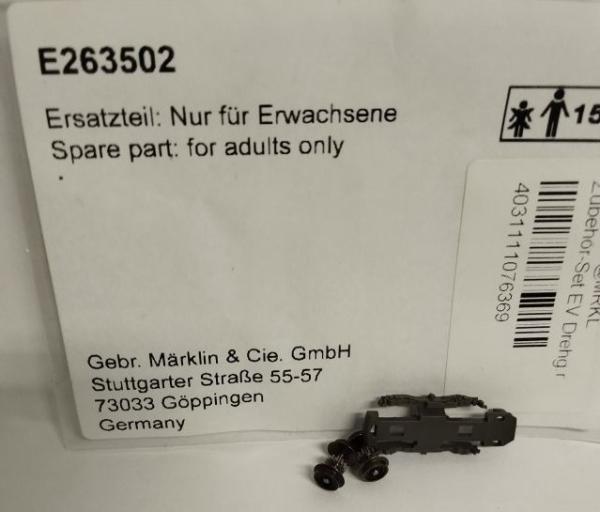 E263502
Ersatzteil: Nur für Erwachsene
Spare part: for adults only
15
@MRKL
Zubehör-Set EV Drehg.r
4031111076369
Gebr. Märklin & Cie. GmbH
Stuttgarter Straße 55-57
73033 Göppingen
Germany